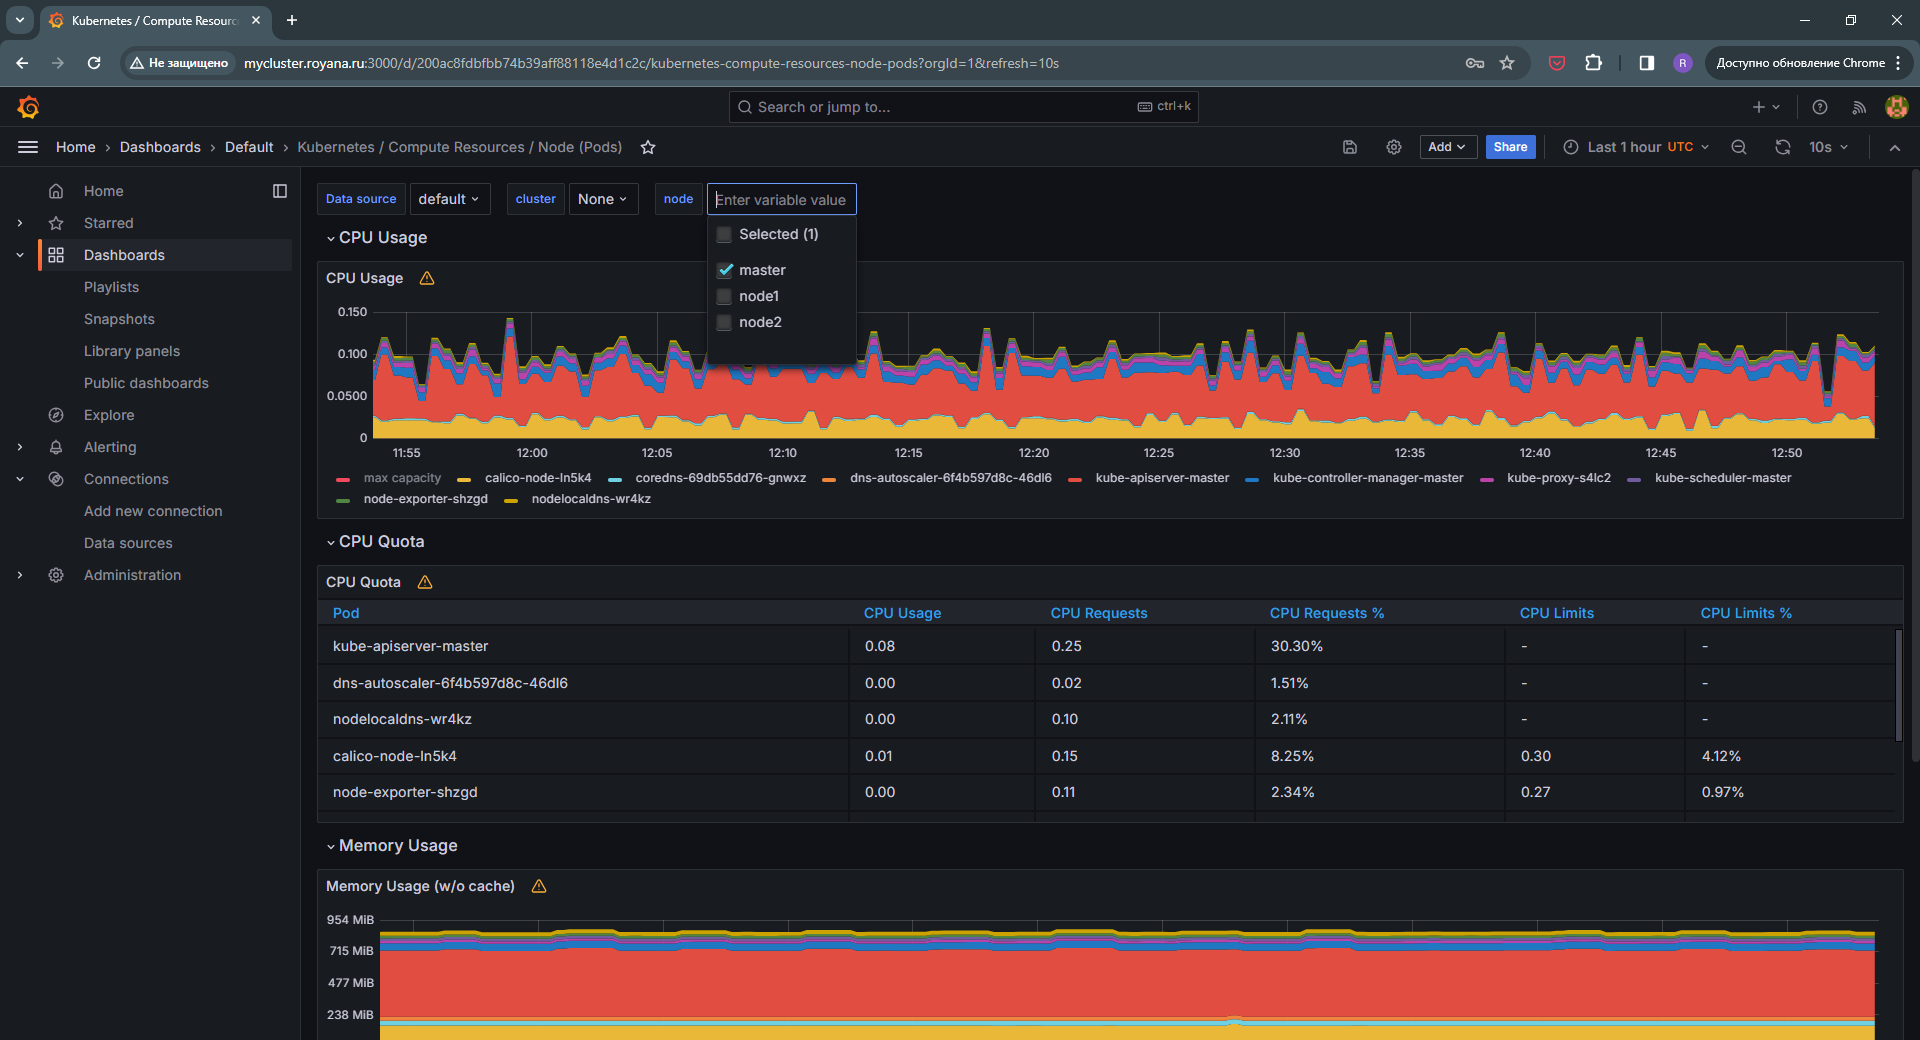 Kubernetes / Compute Resourc
Не защищено
mycluster.royana.ru:3000/d/200ac8fdbfbb74b39aff88118e4d1c2c/kubernetes-compute-resources-node-pods?orgId=1&refresh=10s
R
Доступно обновление Chrome
Search or jump to...
ctrl+k
Home
Dashboards
Default
Kubernetes / Compute Resources / Node (Pods)
Add
Share
Last 1 hour UTC
10s
Home
Starred
Dashboards
Playlists
Snapshots
Library panels
Public dashboards
Explore
Alerting
Connections
Add new connection
Data sources
Administration
Data source
default
cluster
None
node
Enter variable value
Selected (1)
master
node1
node2
CPU Usage
CPU Usage
0.150
0.100
0.0500
0
11:55 12:00 12:05 12:10 12:15 12:20 12:25 12:30 12:35 12:40 12:45 12:50
max capacity calico-node-ln5k4 coredns-69db55dd76-gnwxz dns-autoscaler-6f4b597d8c-46dl6 kube-apiserver-master kube-controller-manager-master kube-proxy-s4lc2 kube-scheduler-master
node-exporter-shzgd nodelocaldns-wr4kz
CPU Quota
CPU Quota
Pod CPU Usage CPU Requests CPU Requests % CPU Limits CPU Limits %
kube-apiserver-master 0.08 0.25 30.30% - -
dns-autoscaler-6f4b597d8c-46dl6 0.00 0.02 1.51% - -
nodelocaldns-wr4kz 0.00 0.10 2.11% - -
calico-node-ln5k4 0.01 0.15 8.25% 0.30 4.12%
node-exporter-shzgd 0.00 0.11 2.34% 0.27 0.97%
Memory Usage
Memory Usage (w/o cache)
954 MiB
715 MiB
477 MiB
238 MiB